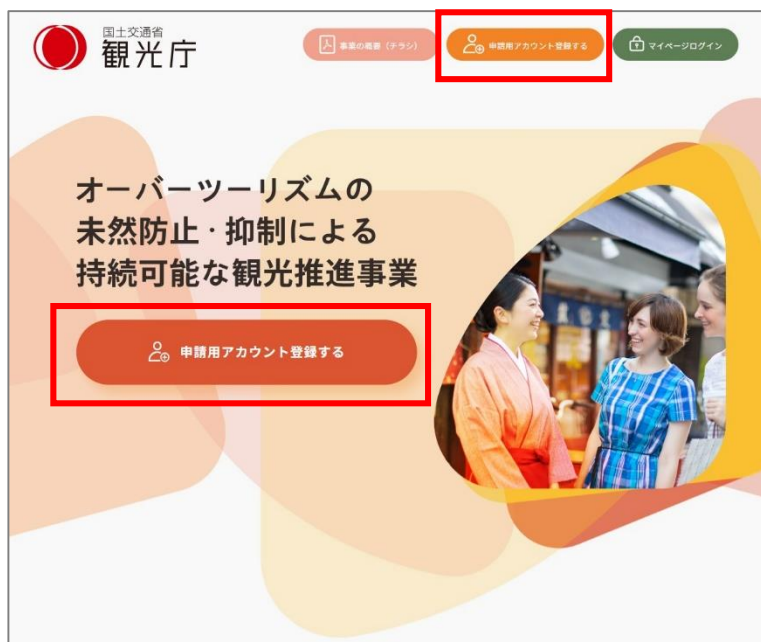 国土交通省
観光庁
事業の概要（チラシ）
申請用アカウント登録する
マイページログイン
オーバーツーリズムの
未然防止・抑制による
持続可能な観光推進事業
申請用アカウント登録する